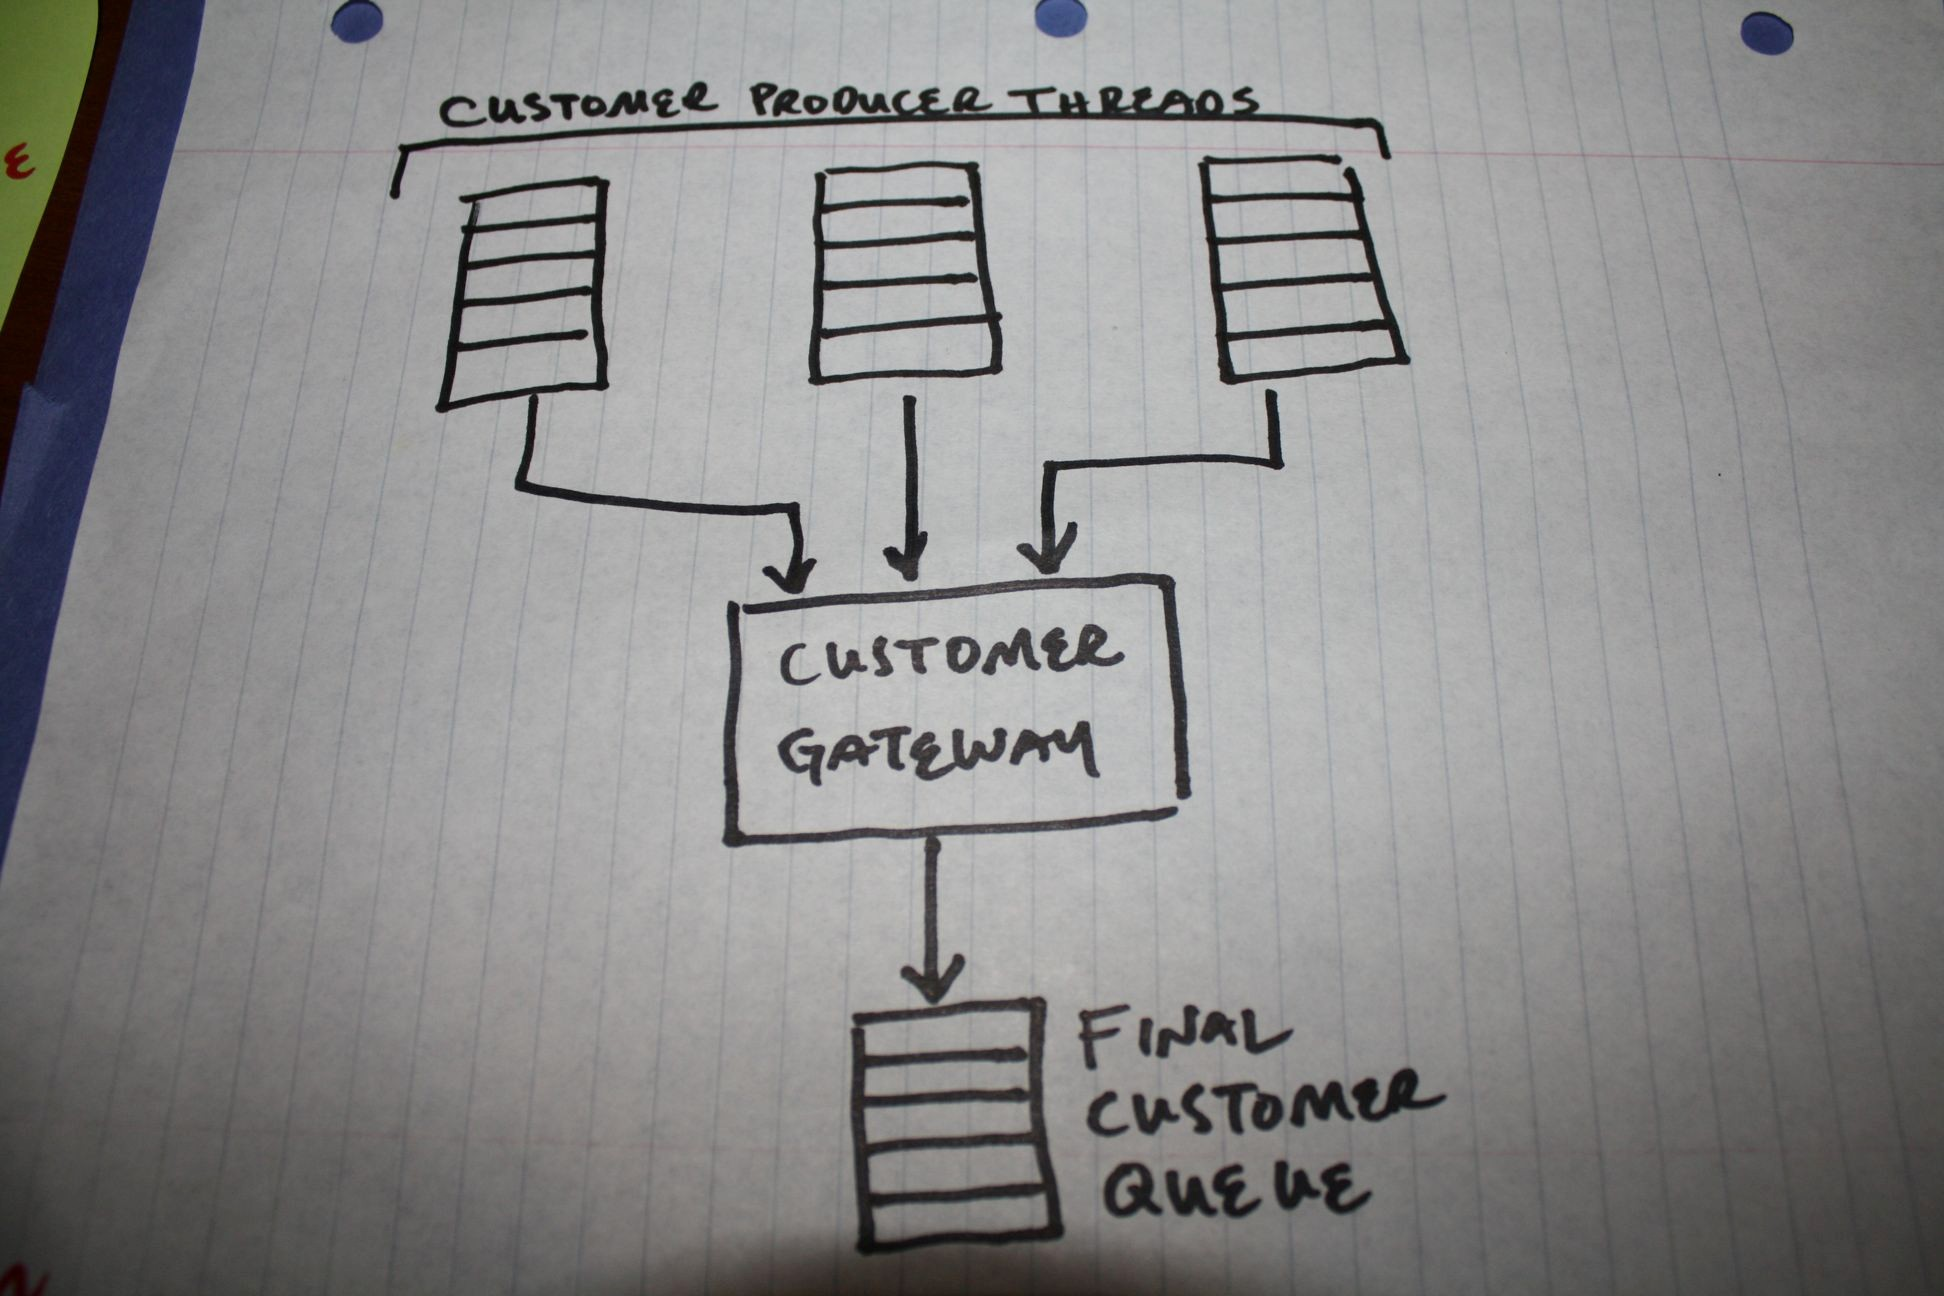 CUSTOMER PRODUCER THREADS
CUSTOMER
GATEWAY
FINAL
CUSTOMER
QUEUE